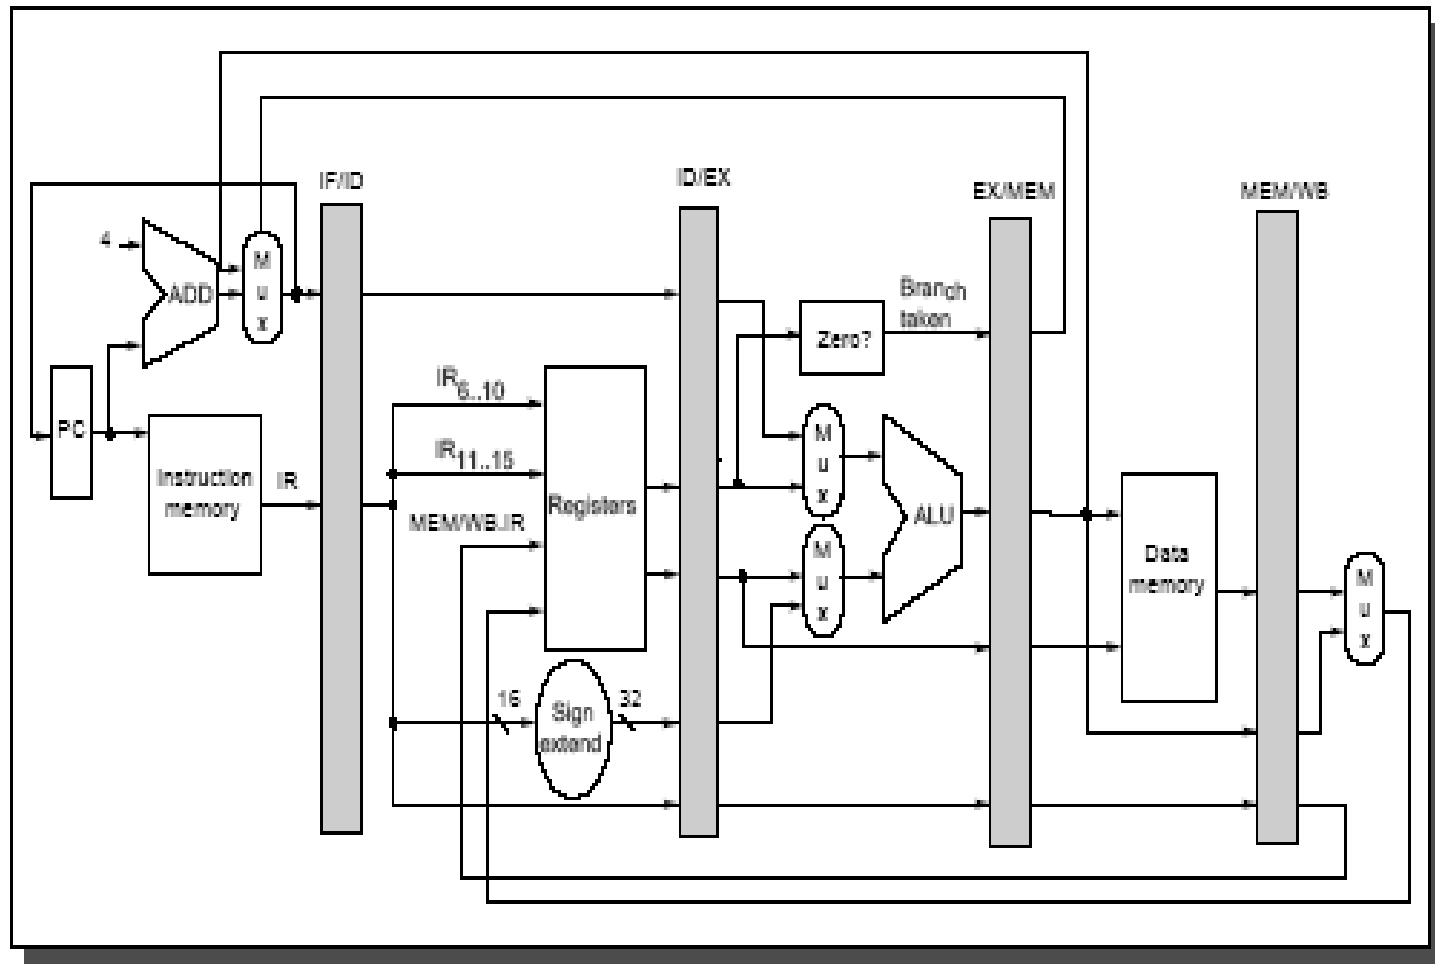 IF/ID
ID/EX
EX/MEM
MEM/WB
4
ADD
M
u
x
Branch
taken
Zero?
PC
Instruction
memory
IR
IR6..10
IR11..15
MEM/WB.IR
Registers
M
u
x
M
u
x
ALU
Data
memory
M
u
x
16
Sign
extend
32